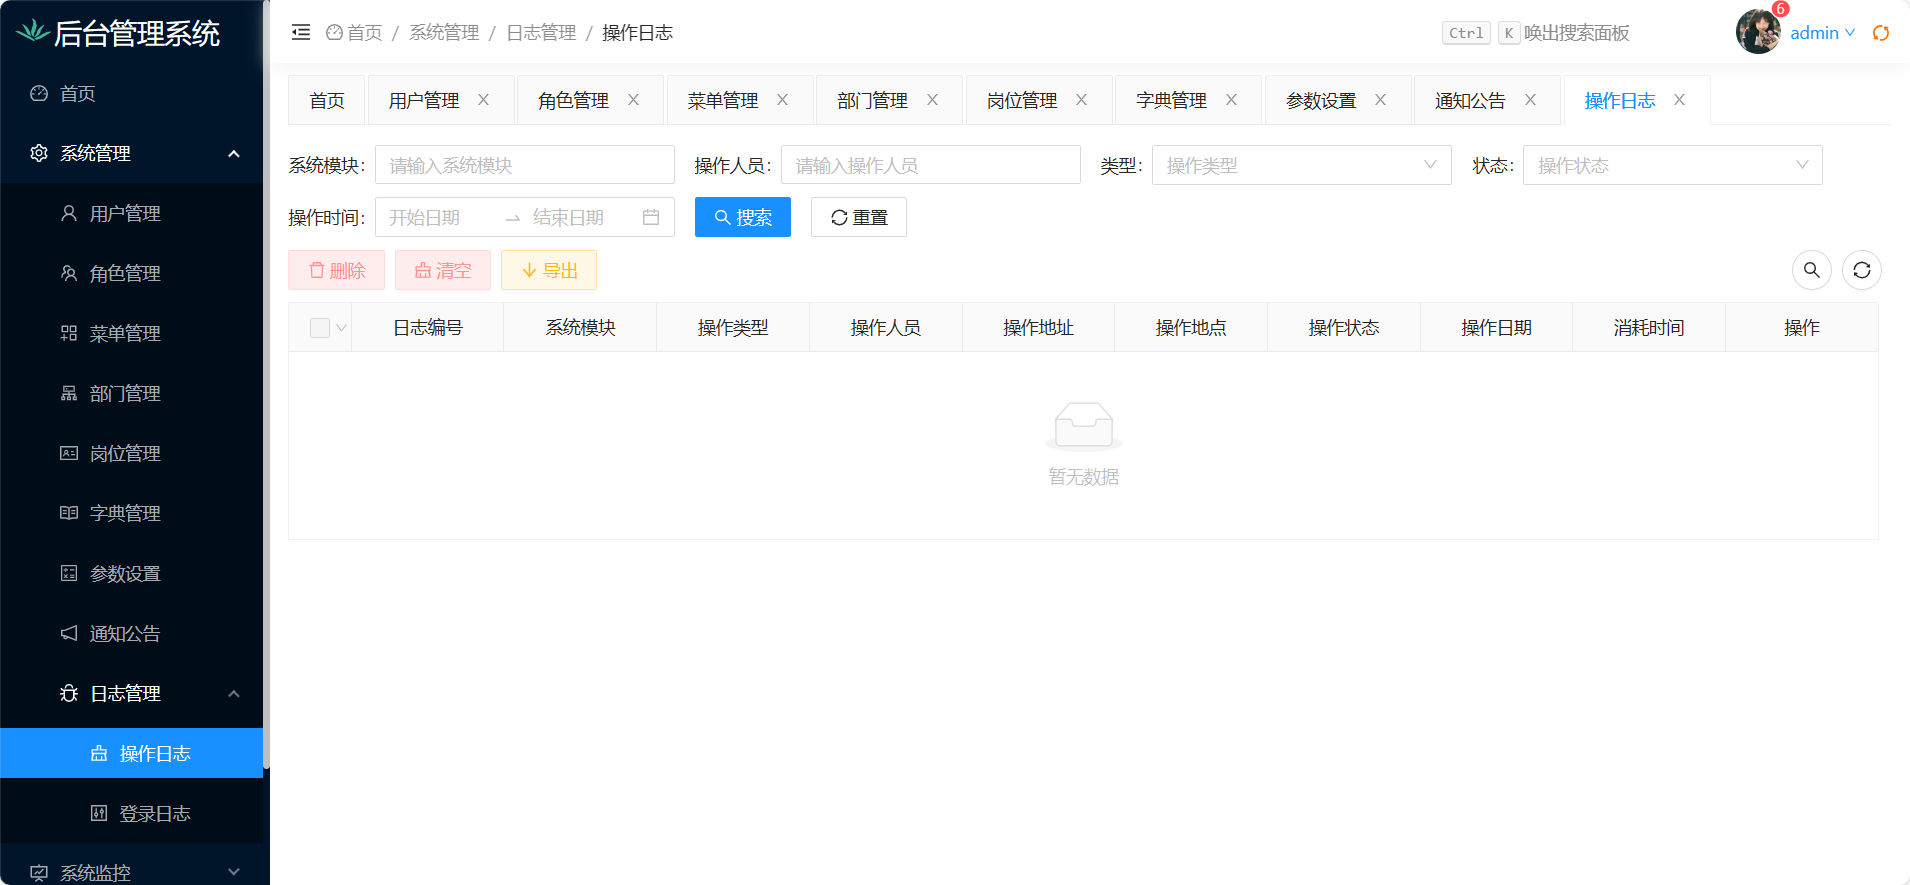 后台管理系统
首页 / 系统管理 / 日志管理 / 操作日志
Ctrl K 唤出搜索面板
6
admin
首页
系统管理
用户管理
角色管理
菜单管理
部门管理
岗位管理
字典管理
参数设置
通知公告
日志管理
操作日志
登录日志
系统监控
首页 用户管理 角色管理 菜单管理 部门管理 岗位管理 字典管理 参数设置 通知公告 操作日志
系统模块: 请输入系统模块 操作人员: 请输入操作人员 类型: 操作类型 状态: 操作状态
操作时间: 开始日期 结束日期 搜索 重置
删除 清空 导出
日志编号 系统模块 操作类型 操作人员 操作地址 操作地点 操作状态 操作日期 消耗时间 操作
暂无数据